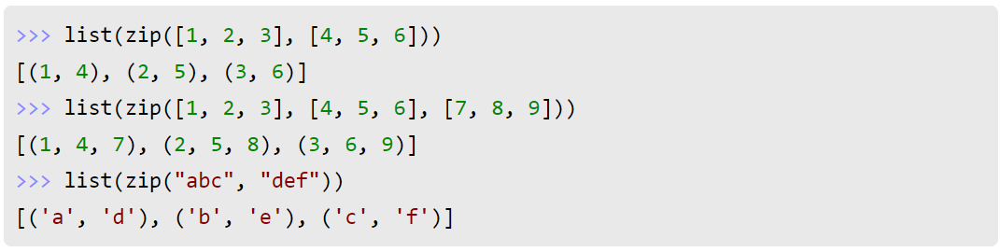 >>> list(zip([1, 2, 3], [4, 5, 6]))
[(1, 4), (2, 5), (3, 6)]
>>> list(zip([1, 2, 3], [4, 5, 6], [7, 8, 9]))
[(1, 4, 7), (2, 5, 8), (3, 6, 9)]
>>> list(zip("abc", "def"))
[('a', 'd'), ('b', 'e'), ('c', 'f')]